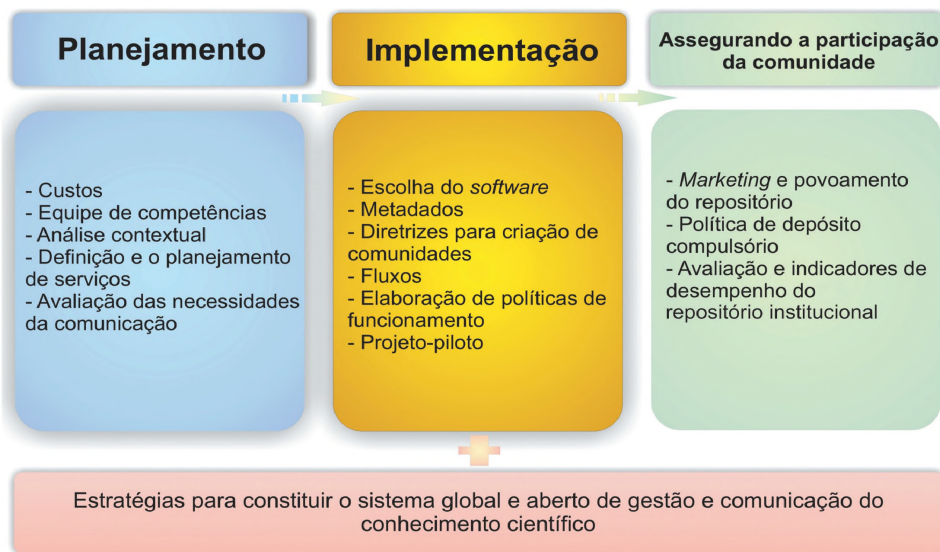 Planejamento
Implementação
Assegurando a participação
da comunidade
- Custos
- Equipe de competências
- Análise contextual
- Definição e o planejamento
de serviços
- Avaliação das necessidades
da comunicação
- Escolha do software
- Metadados
- Diretrizes para criação de
comunidades
- Fluxos
- Elaboração de políticas de
funcionamento
- Projeto-piloto
- Marketing e povoamento
do repositório
- Política de depósito
compulsório
- Avaliação e indicadores de
desempenho do
repositório institucional
Estratégias para constituir o sistema global e aberto de gestão e comunicação do
conhecimento científico